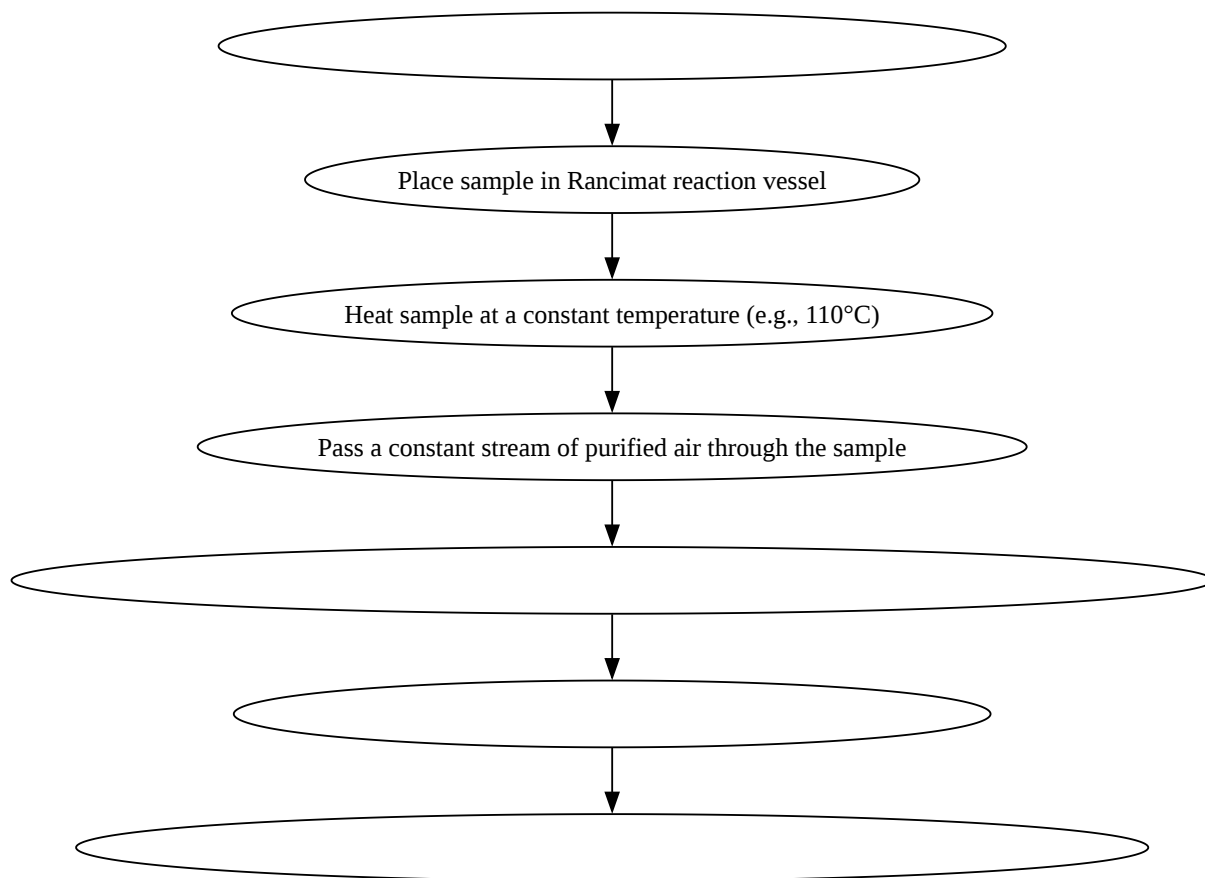 Place sample in Rancimat reaction vessel
Heat sample at a constant temperature (e.g., 110°C)
Pass a constant stream of purified air through the sample